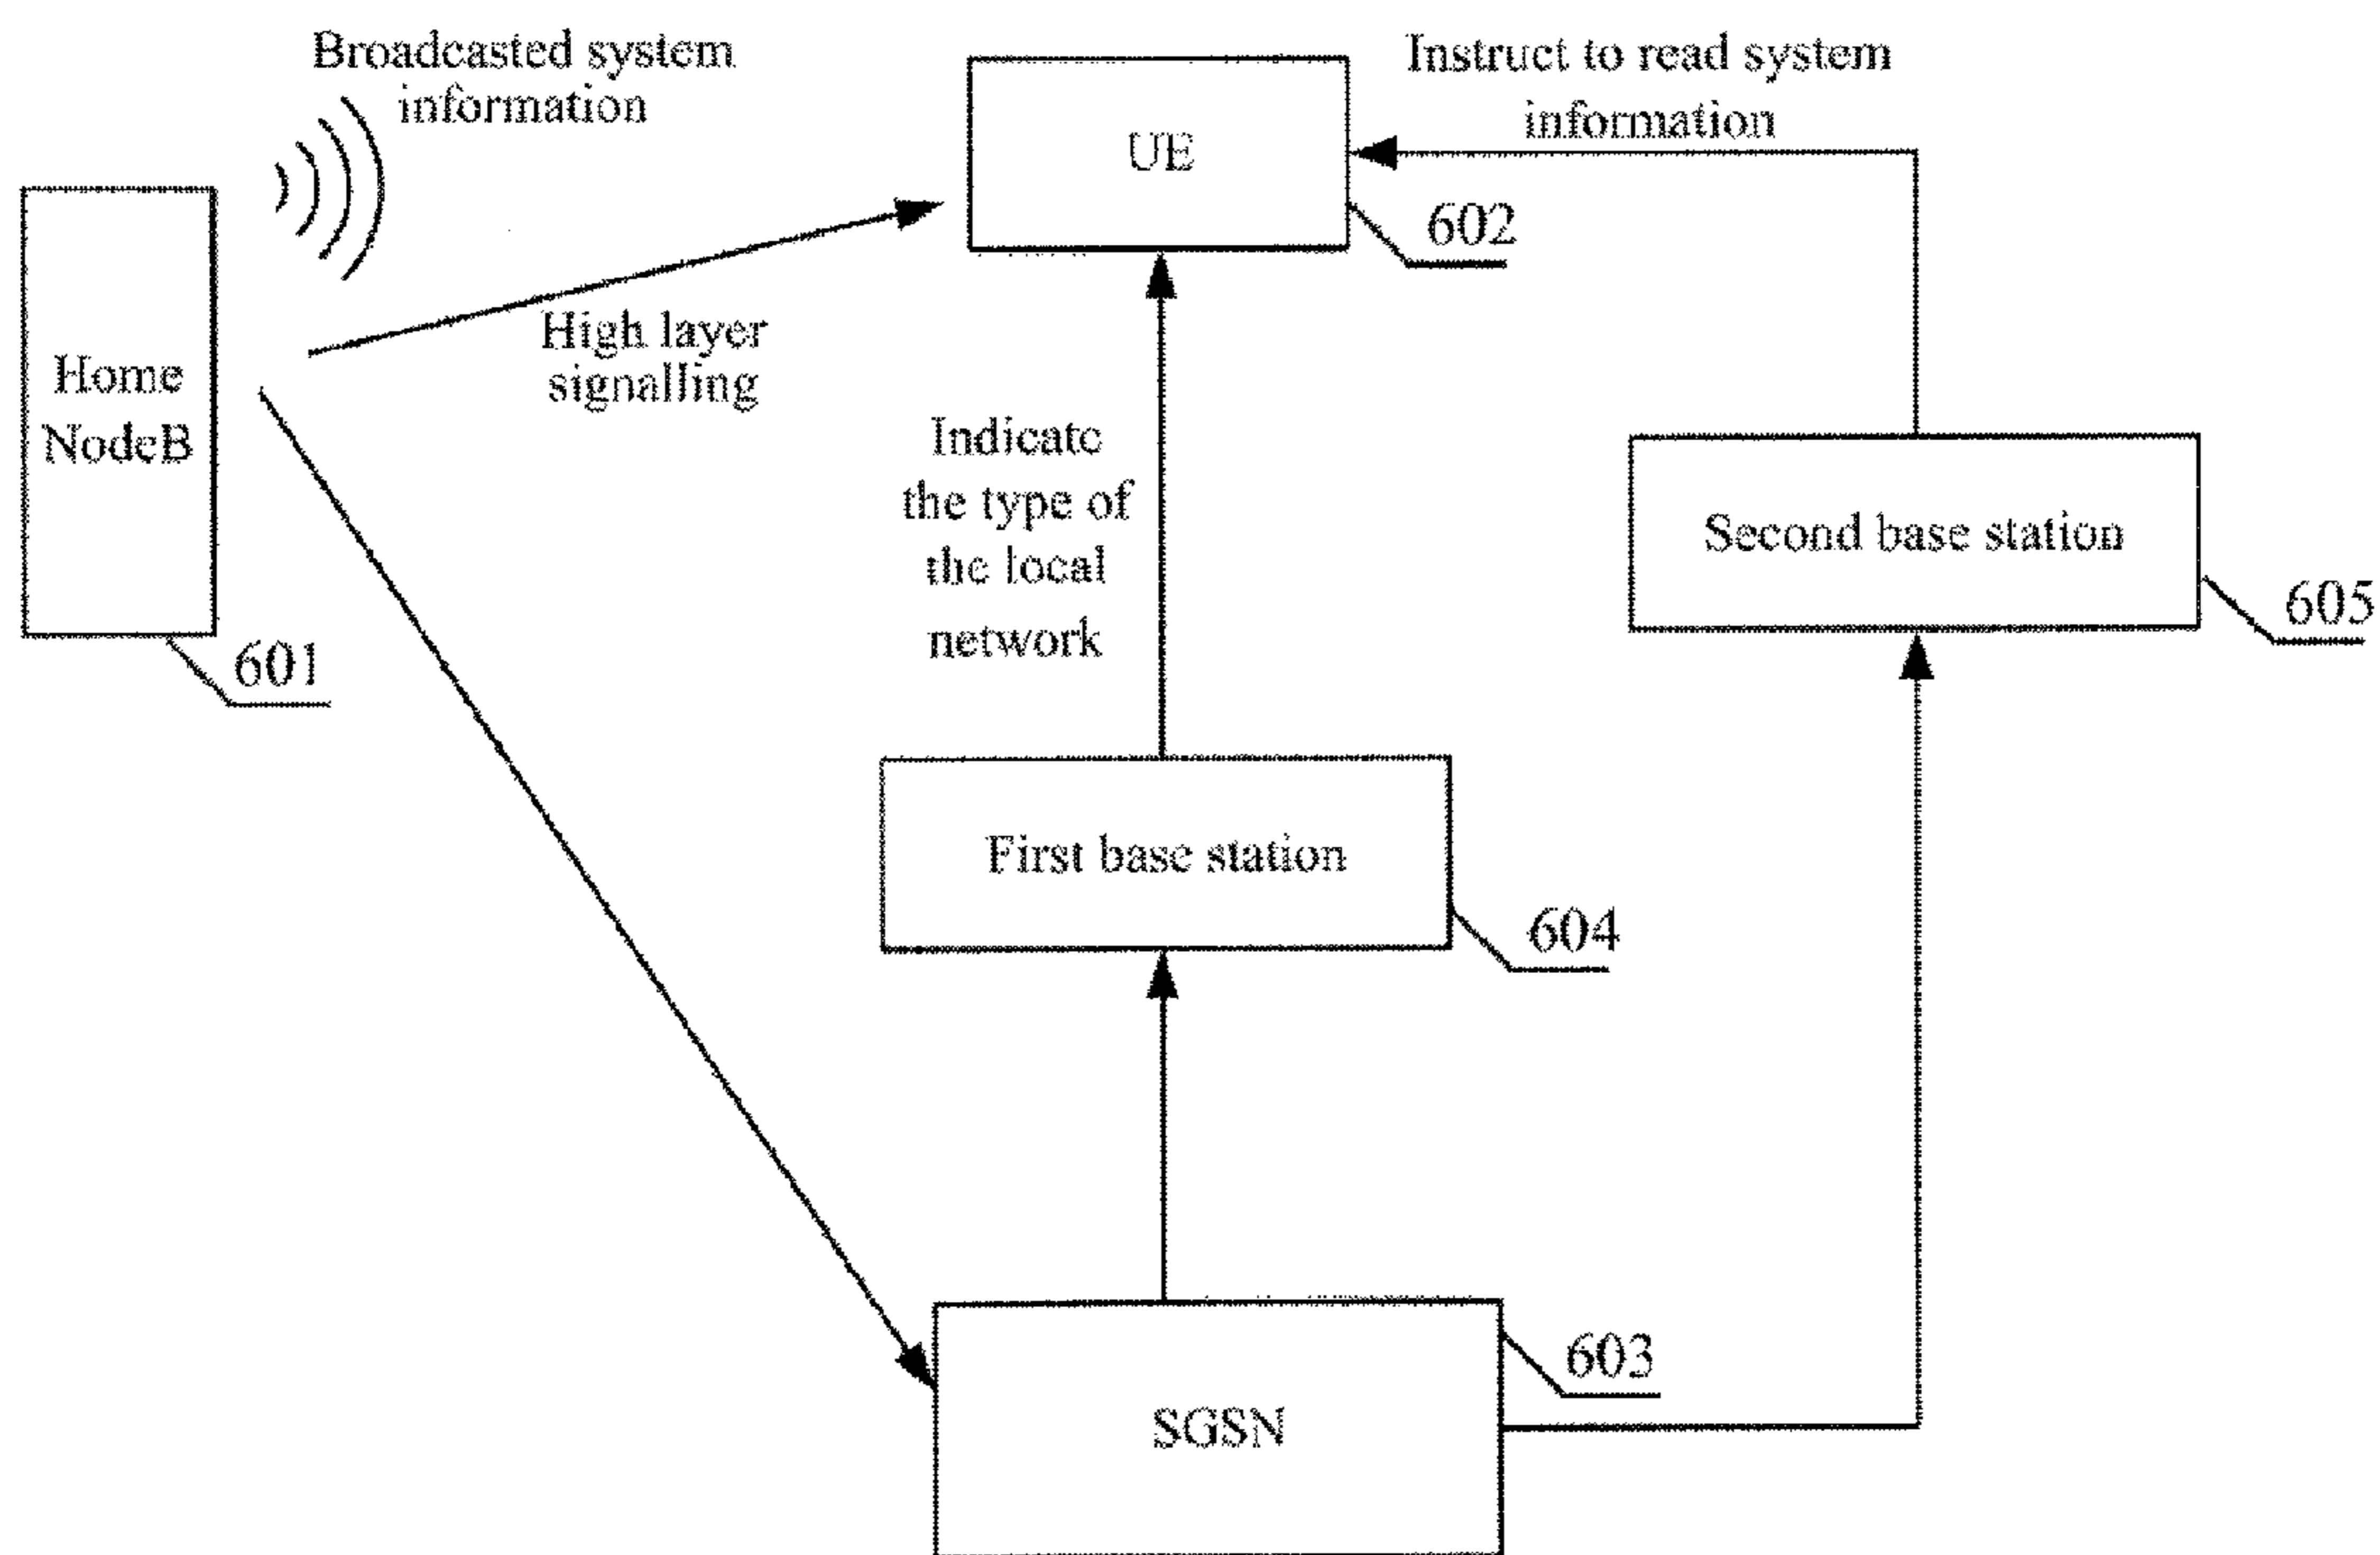 Broadcasted system
information
Instruct to read system
information
UE
602
Home
NodeB
601
High layer
signalling
Indicate
the type of
the local
network
Second base station
605
First base station
604
603
SGSN